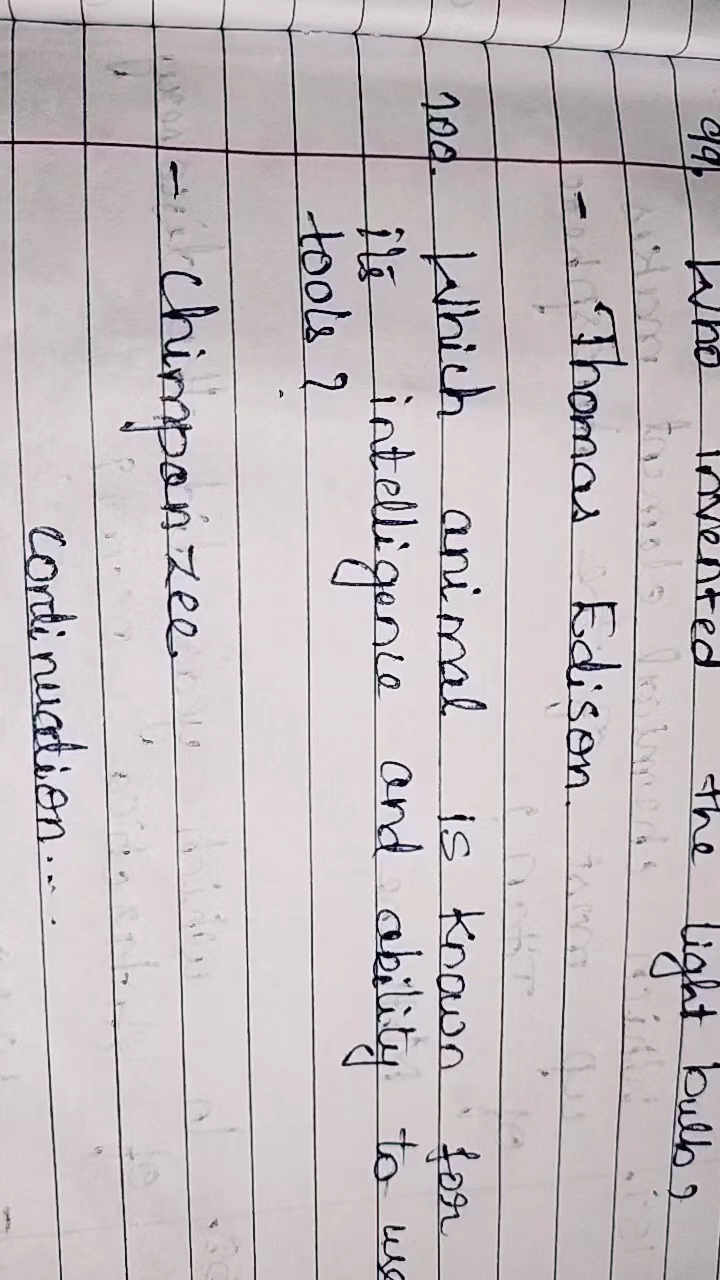 99. Who invented the light bulb?
- Thomas Edison.
100. Which animal is known for
its intelligence and ability to use
tools?
- Chimpanzee.
continuation....